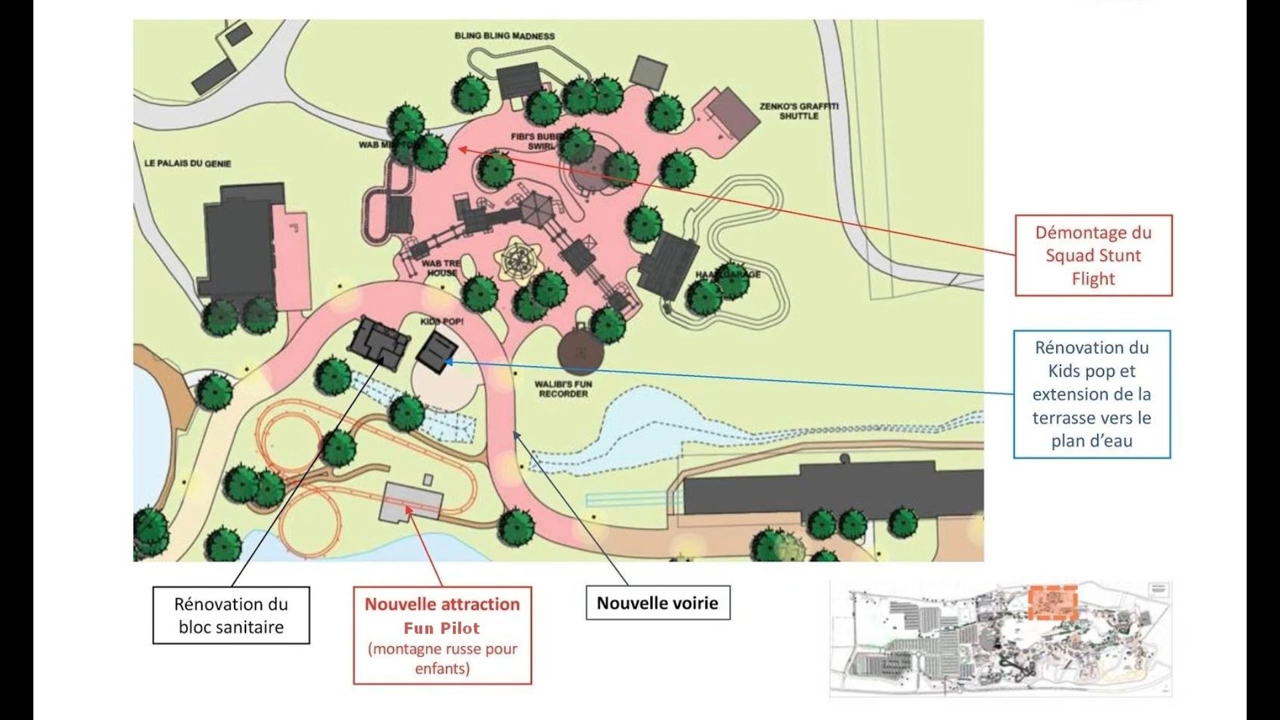 BLING BLING MADNESS
ZENKO'S GRAFFITI
SHUTTLE
FIBI'S
SWIRL
WAB
LE PALAIS DU GENIE
Démontage du
Squad Stunt
Flight
WAB TRE
HOUSE
KIDS POP!
Rénovation du
Kids pop et
extension de la
terrasse vers le
plan d'eau
WALIBI'S FUN
RECORDER
Rénovation du
bloc sanitaire
Nouvelle attraction
Fun Pilot
(montagne russe pour
enfants)
Nouvelle voirie